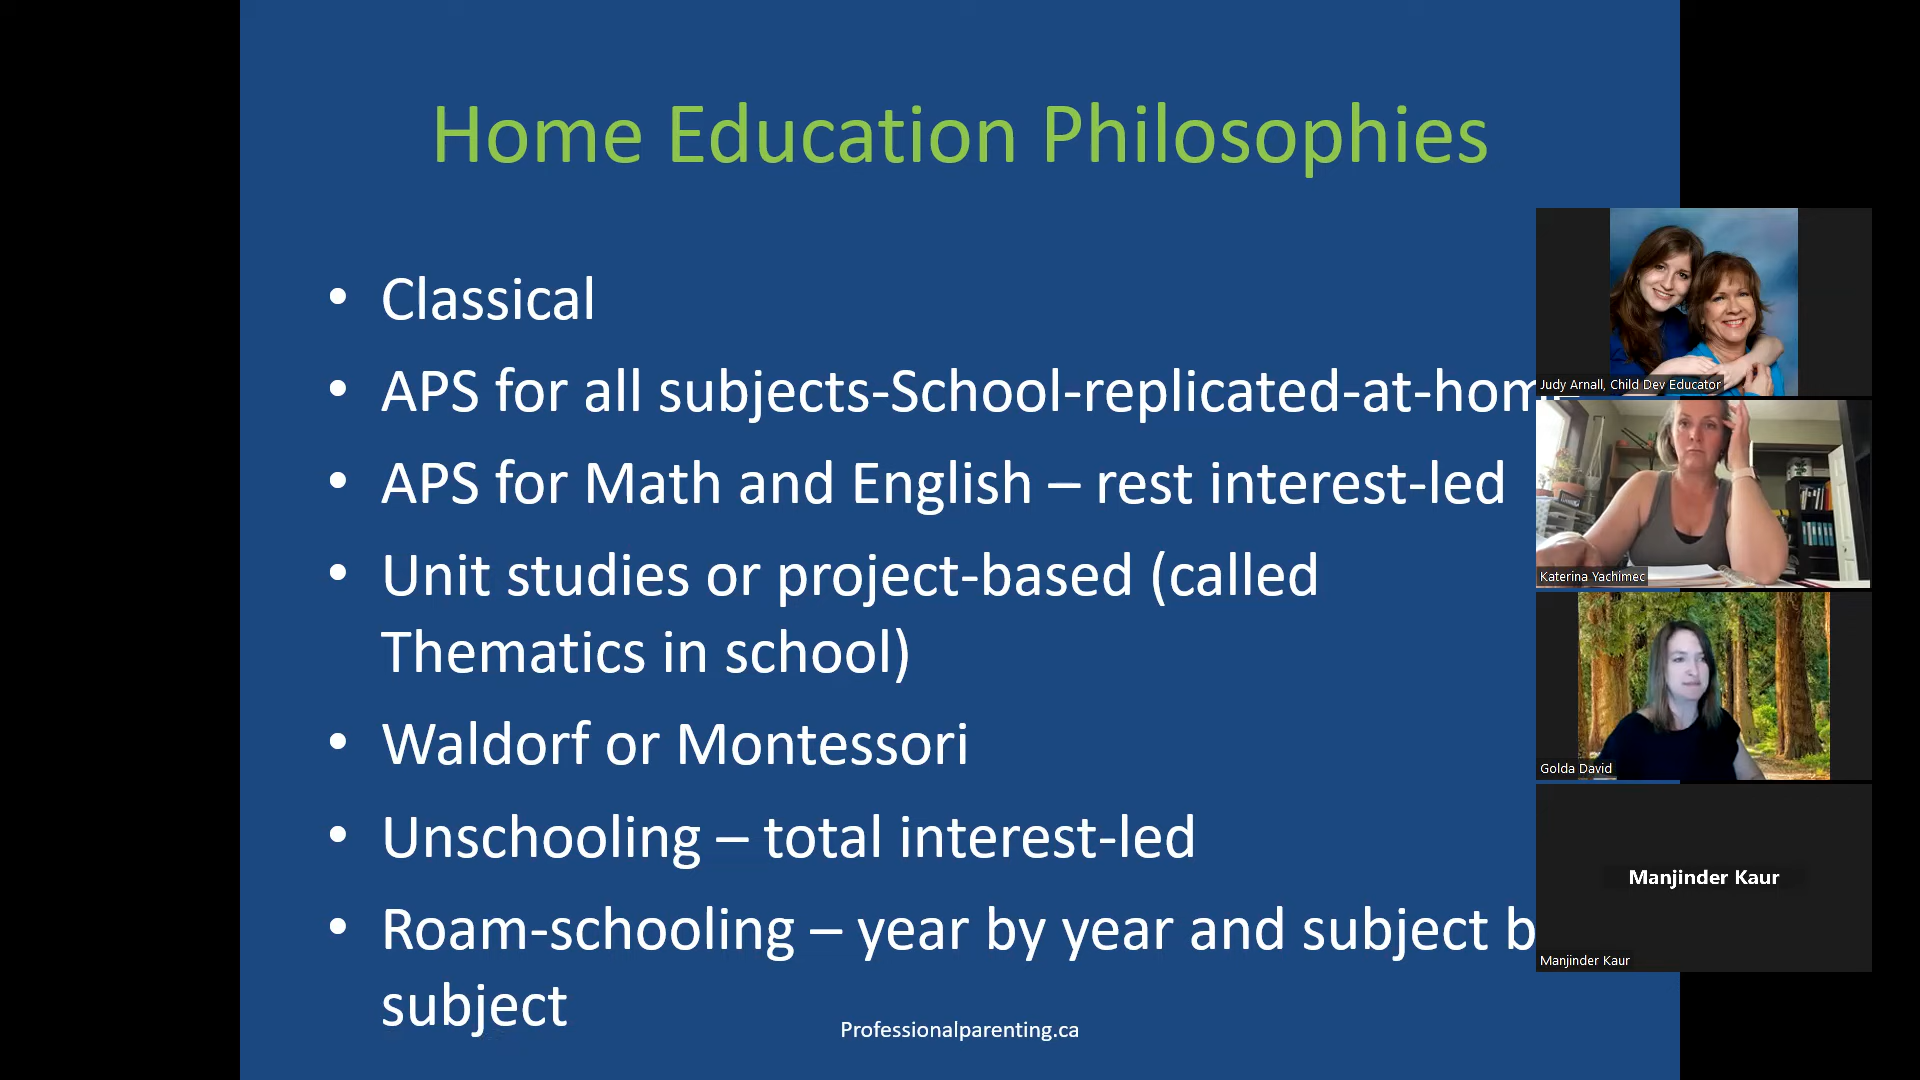 Home Education Philosophies
• Classical
• APS for all subjects-School-replicated-at-hom
• APS for Math and English – rest interest-led
• Unit studies or project-based (called
Thematics in school)
• Waldorf or Montessori
• Unschooling – total interest-led
• Roam-schooling – year by year and subject b
subject
Professionalparenting.ca
Judy Arnall, Child Dev Educator
Katerina Yachimec
Golda David
Manjinder Kaur
Manjinder Kaur